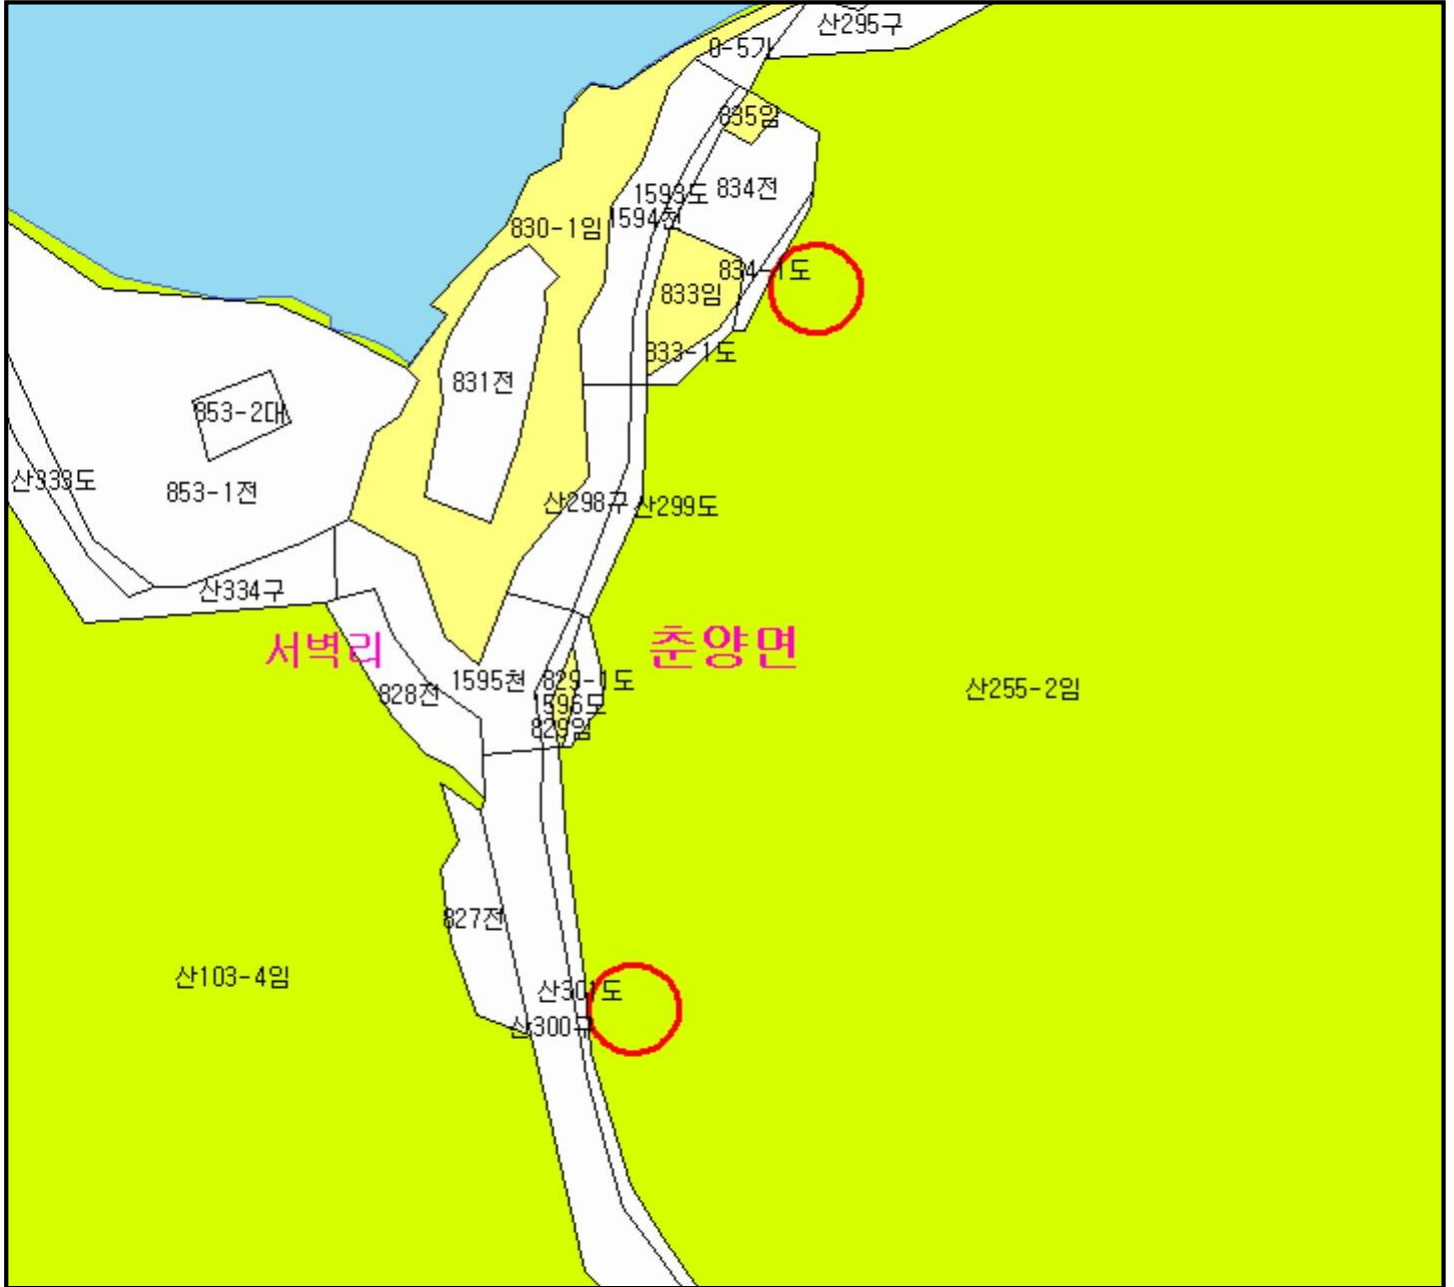 산295구
0-5가
835임
834전
1593도
1594천
830-1임
834-1도
833임
833-1도
831전
853-2대
산333도
853-1전
산298구
산299도
산334구
서벽리
춘양면
1595천
829-1도
828전
1596도
829임
산255-2임
827전
산103-4임
산301도
산300구